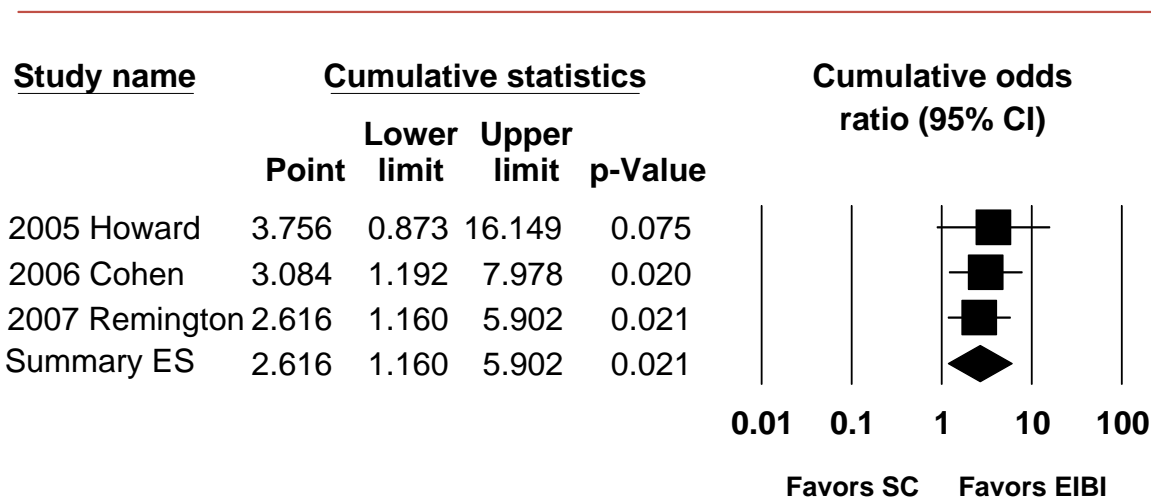 Study name Cumulative statistics Cumulative odds
ratio (95% CI)
Lower Upper
Point limit limit p-Value
2005 Howard 3.756 0.873 16.149 0.075
2006 Cohen 3.084 1.192 7.978 0.020
2007 Remington 2.616 1.160 5.902 0.021
Summary ES 2.616 1.160 5.902 0.021
0.01 0.1 1 10 100
Favors SC Favors EIBI